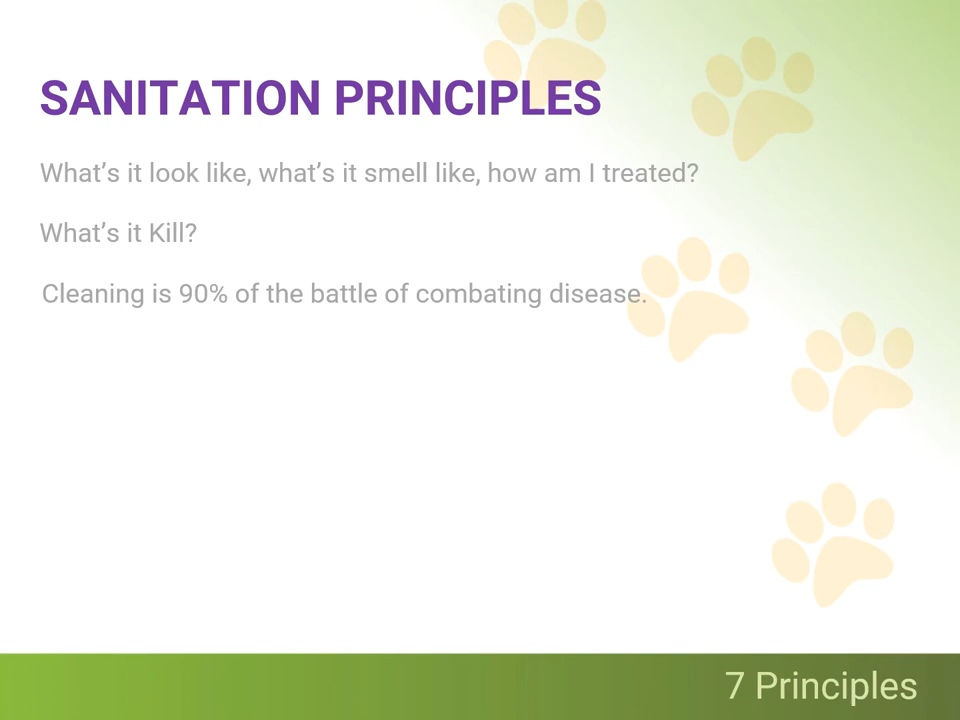 SANITATION PRINCIPLES
What’s it look like, what’s it smell like, how am I treated?
What’s it Kill?
Cleaning is 90% of the battle of combating disease.
7 Principles